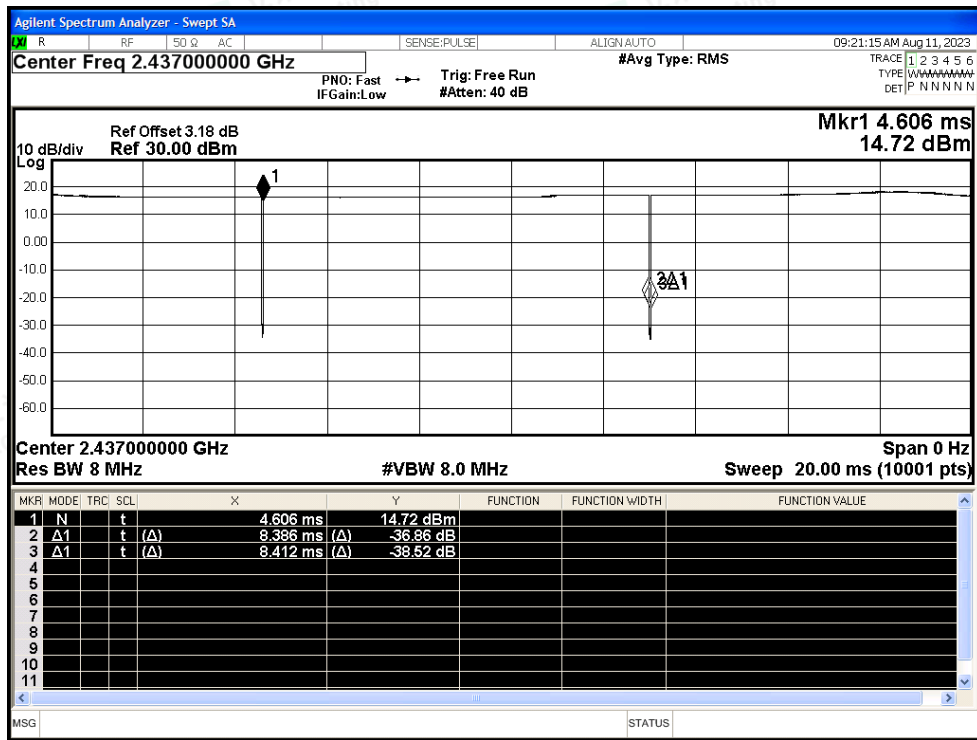 Agilent Spectrum Analyzer - Swept SA
LXI R RF 50 Ω AC SENSE:PULSE ALIGN AUTO 09:21:15 AM Aug 11, 2023
Center Freq 2.437000000 GHz #Avg Type: RMS TRACE 1 2 3 4 5 6
PNO: Fast Trig: Free Run TYPE WWWWWW
IFGain:Low #Atten: 40 dB DET P N N N N N
Mkr1 4.606 ms
14.72 dBm
Ref Offset 3.18 dB
10 dB/div Ref 30.00 dBm
Log
1
20.0
10.0
0.00
-10.0
-20.0
-30.0
-40.0
-50.0
-60.0
Center 2.437000000 GHz Span 0 Hz
Res BW 8 MHz #VBW 8.0 MHz Sweep 20.00 ms (10001 pts)
MKR MODE TRC SCL X Y FUNCTION FUNCTION WIDTH FUNCTION VALUE
1 N t 4.606 ms 14.72 dBm
2 Δ1 t (Δ) 8.386 ms (Δ) -36.86 dB
3 Δ1 t (Δ) 8.412 ms (Δ) -38.52 dB
4
5
6
7
8
9
10
11
MSG STATUS